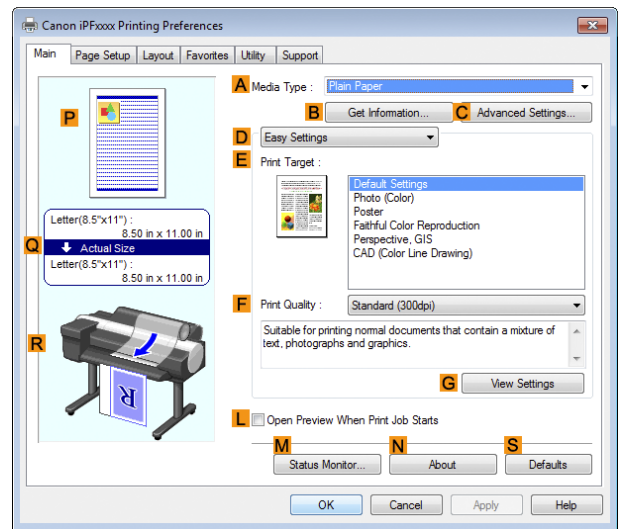 Canon iPFxxxx Printing Preferences
Main Page Setup Layout Favorites Utility Support
P
Letter(8.5"x11") :
8.50 in x 11.00 in
Q Actual Size
Letter(8.5"x11") :
8.50 in x 11.00 in
R
R
A Media Type : Plain Paper
B Get Information... C Advanced Settings...
D Easy Settings
E Print Target :
Default Settings
Photo (Color)
Poster
Faithful Color Reproduction
Perspective, GIS
CAD (Color Line Drawing)
F Print Quality : Standard (300dpi)
Suitable for printing normal documents that contain a mixture of
text, photographs and graphics.
G View Settings
L Open Preview When Print Job Starts
M N S
Status Monitor... About Defaults
OK Cancel Apply Help